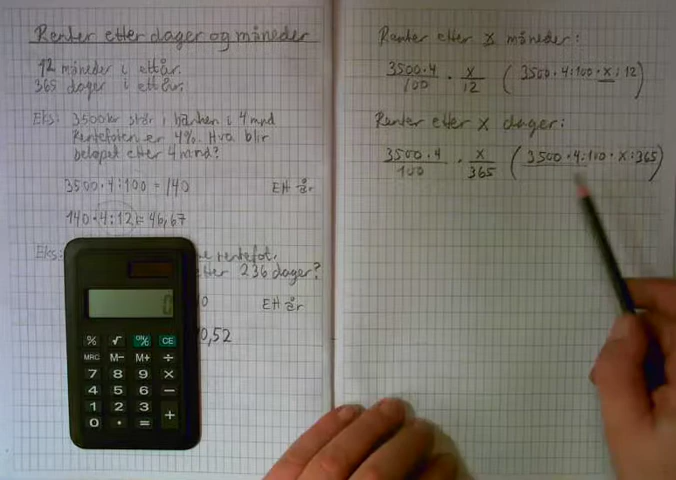 Renter etter dager og måneder
12 måneder i ett år.
365 dager i ett år.
Eks: 3500kr står i banken i 4 mnd
Rentefoten er 4%. Hva blir
beløpet etter 4 mnd?
3500·4:100 = 140 Ett år
140·4:12 = 46,67
Eks: e rentefot.
etter 236 dager?
0 Ett år
0,52
0
% √ ON/C CE
MRC M− M+ ÷
7 8 9 ×
4 5 6 −
1 2 3 +
0 · =
Renter etter x måneder:
3500·4/100 · x/12 (3500·4:100·x:12)
Renter etter x dager:
3500·4/100 · x/365 (3500·4:100·x:365)